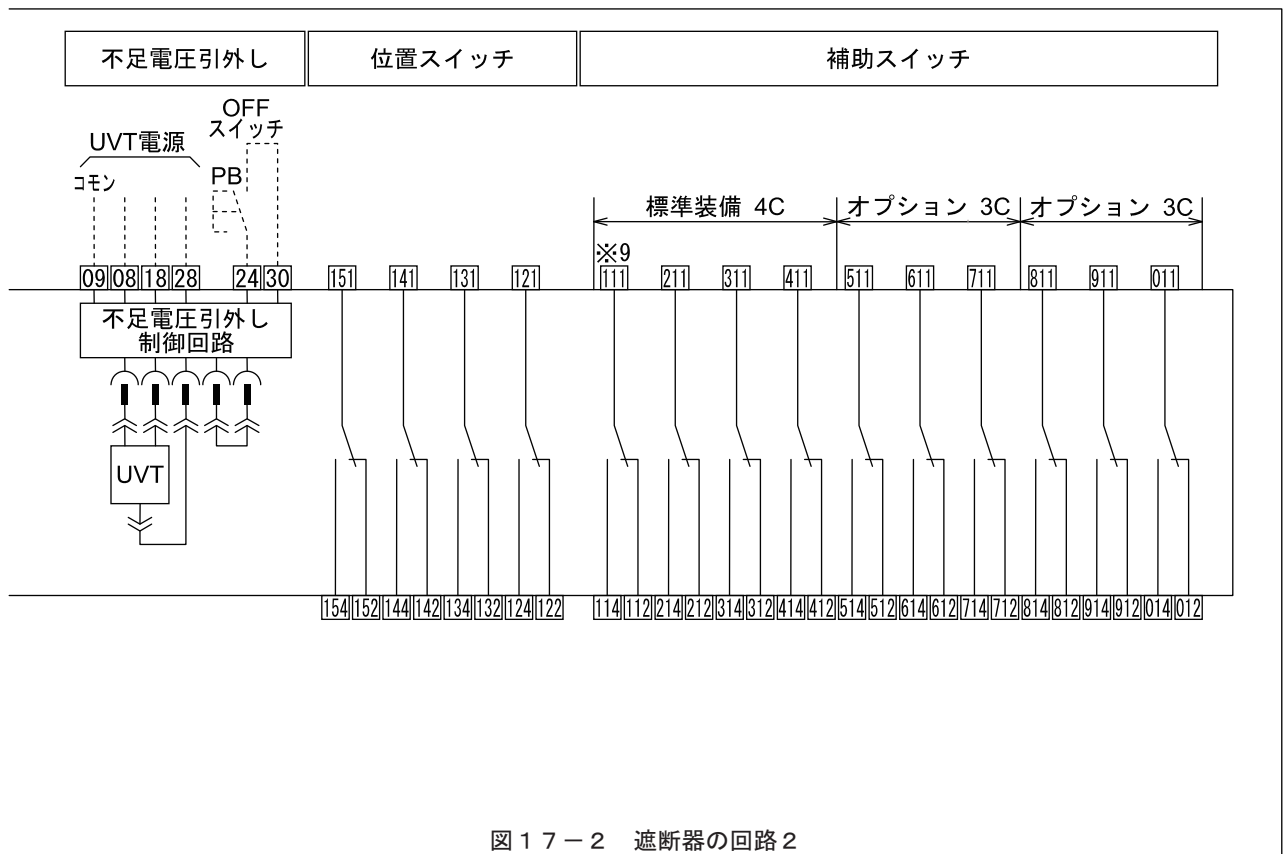 不足電圧引外し 位置スイッチ 補助スイッチ
OFF
スイッチ
UVT電源
コモン
PB
標準装備 4C オプション 3C オプション 3C
※9
09 08 18 28 24 30 151 141 131 121 111 211 311 411 511 611 711 811 911 011
不足電圧引外し
制御回路
UVT
154 152 144 142 134 132 124 122 114 112 214 212 314 312 414 412 514 512 614 612 714 712 814 812 914 912 014 012
図17-2 遮断器の回路2